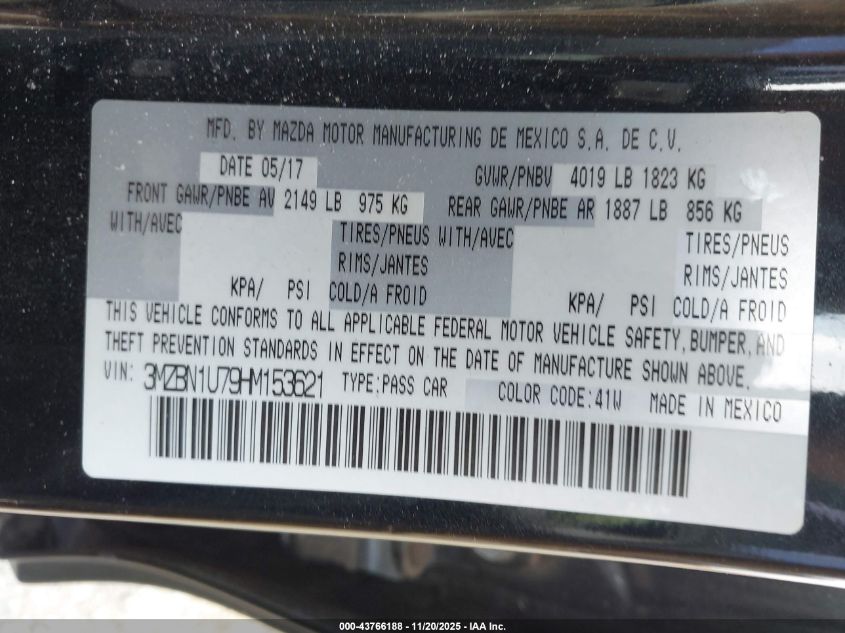 MFD. BY MAZDA MOTOR MANUFACTURING DE MEXICO S.A. DE C.V.
DATE 05/17 GVWR/PNBV 4019 LB 1823 KG
FRONT GAWR/PNBE AV 2149 LB 975 KG REAR GAWR/PNBE AR 1887 LB 856 KG
WITH/AVEC TIRES/PNEUS WITH/AVEC TIRES/PNEUS
RIMS/JANTES RIMS/JANTES
KPA/ PSI COLD/A FROID KPA/ PSI COLD/A FROID
THIS VEHICLE CONFORMS TO ALL APPLICABLE FEDERAL MOTOR VEHICLE SAFETY, BUMPER, AND
THEFT PREVENTION STANDARDS IN EFFECT ON THE DATE OF MANUFACTURE SHOWN ABOVE.
VIN: 3MZBN1U79HM153621 TYPE:PASS CAR COLOR CODE:41W MADE IN MEXICO
000-43766188 - 11/20/2025 - IAA Inc.